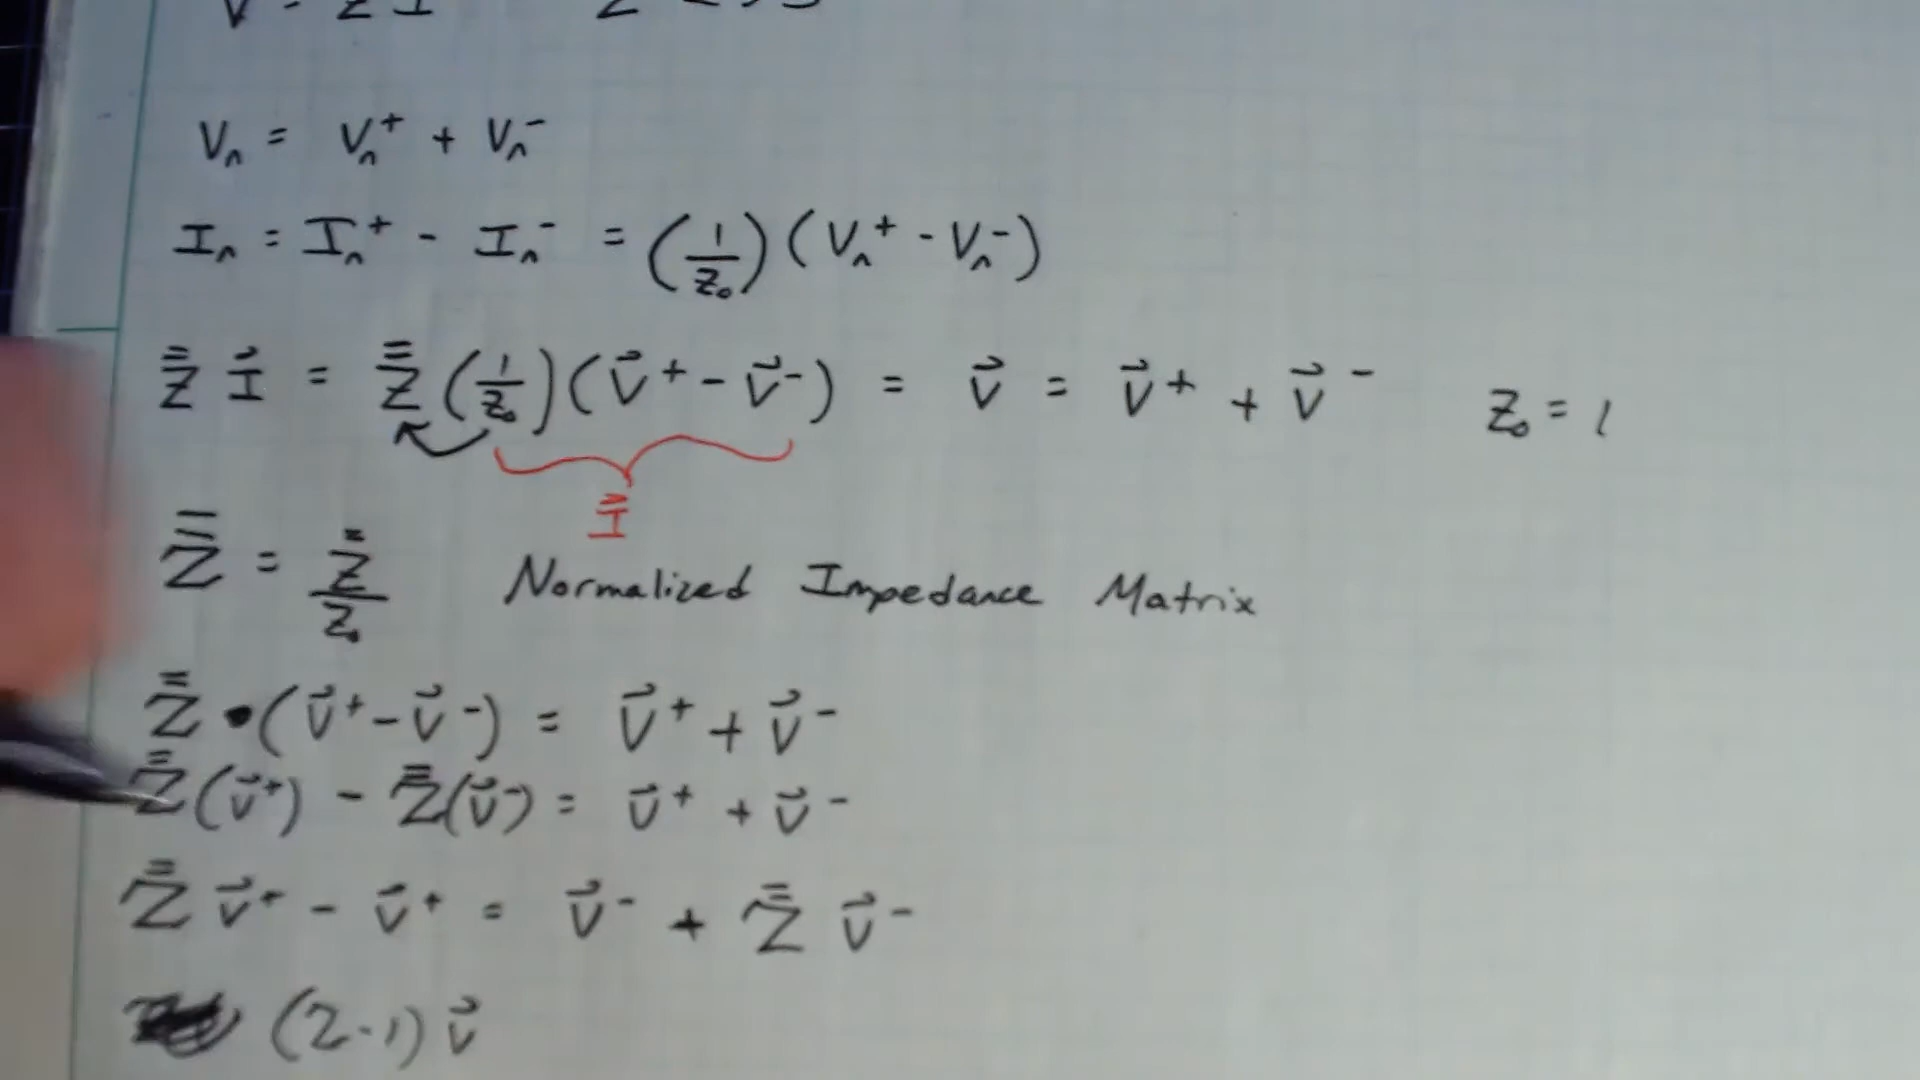 Vₙ = Vₙ⁺ + Vₙ⁻
Iₙ = Iₙ⁺ - Iₙ⁻ = (1/Z₀)(Vₙ⁺ - Vₙ⁻)
Z̿ I⃗ = Z̿ (1/Z₀)(V⃗⁺ - V⃗⁻) = V⃗ = V⃗⁺ + V⃗⁻ Z₀ = 1
I⃗
Z̿ = Z̿/Z₀ Normalized Impedance Matrix
Z̿ • (V⃗⁺ - V⃗⁻) = V⃗⁺ + V⃗⁻
Z̿(V⃗⁺) - Z̿(V⃗⁻) = V⃗⁺ + V⃗⁻
Z̿ V⃗⁺ - V⃗⁺ = V⃗⁻ + Z̿ V⃗⁻
(Z-1) V⃗